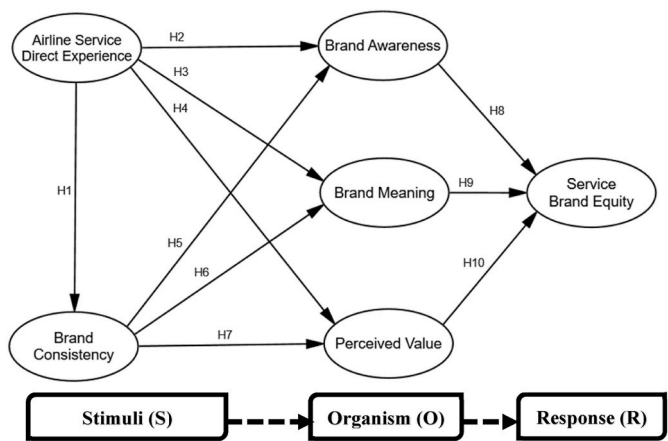 Airline Service
Direct Experience
H2
Brand Awareness
H3
H4
H8
H1
Brand Meaning
H9
Service
Brand Equity
H5
H6
H10
Brand
Consistency
H7
Perceived Value
Stimuli (S)
Organism (O)
Response (R)